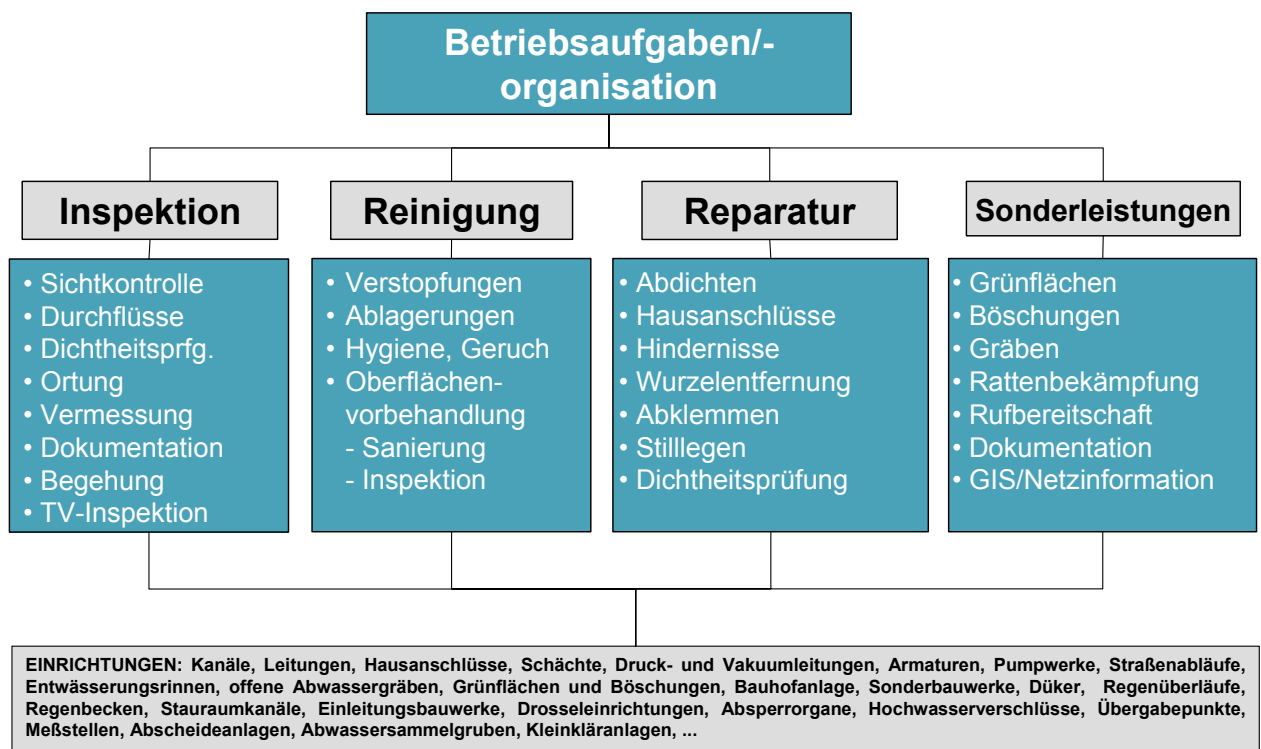 Betriebsaufgaben/-
organisation
Inspektion
• Sichtkontrolle
• Durchflüsse
• Dichtheitsprfg.
• Ortung
• Vermessung
• Dokumentation
• Begehung
• TV-Inspektion
Reinigung
• Verstopfungen
• Ablagerungen
• Hygiene, Geruch
• Oberflächen-
vorbehandlung
- Sanierung
- Inspektion
Reparatur
• Abdichten
• Hausanschlüsse
• Hindernisse
• Wurzelentfernung
• Abklemmen
• Stilllegen
• Dichtheitsprüfung
Sonderleistungen
• Grünflächen
• Böschungen
• Gräben
• Rattenbekämpfung
• Rufbereitschaft
• Dokumentation
• GIS/Netzinformation
EINRICHTUNGEN: Kanäle, Leitungen, Hausanschlüsse, Schächte, Druck- und Vakuumleitungen, Armaturen, Pumpwerke, Straßenabläufe,
Entwässerungsrinnen, offene Abwassergräben, Grünflächen und Böschungen, Bauhofanlage, Sonderbauwerke, Düker, Regenüberläufe,
Regenbecken, Stauraumkanäle, Einleitungsbauwerke, Drosseleinrichtungen, Absperrorgane, Hochwasserverschlüsse, Übergabepunkte,
Meßstellen, Abscheideanlagen, Abwassersammelgruben, Kleinkläranlagen, ...